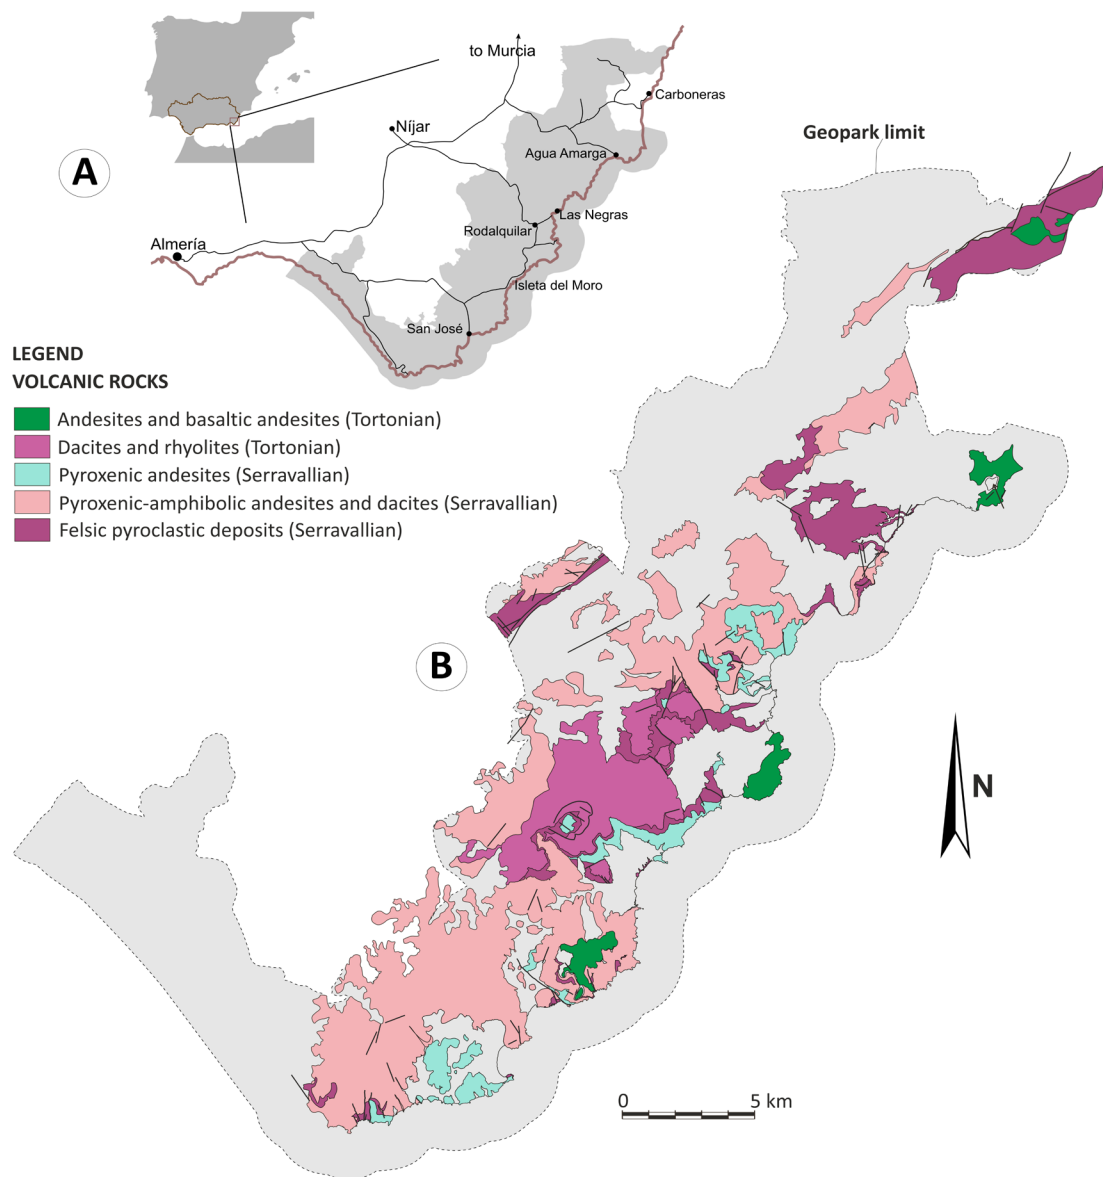 to Murcia
Carboneras
Níjar
Geopark limit
A
Agua Amarga
Las Negras
Rodalquilar
Almería
Isleta del Moro
San José
LEGEND
VOLCANIC ROCKS
Andesites and basaltic andesites (Tortonian)
Dacites and rhyolites (Tortonian)
Pyroxenic andesites (Serravallian)
Pyroxenic-amphibolic andesites and dacites (Serravallian)
Felsic pyroclastic deposits (Serravallian)
B
N
0 5 km